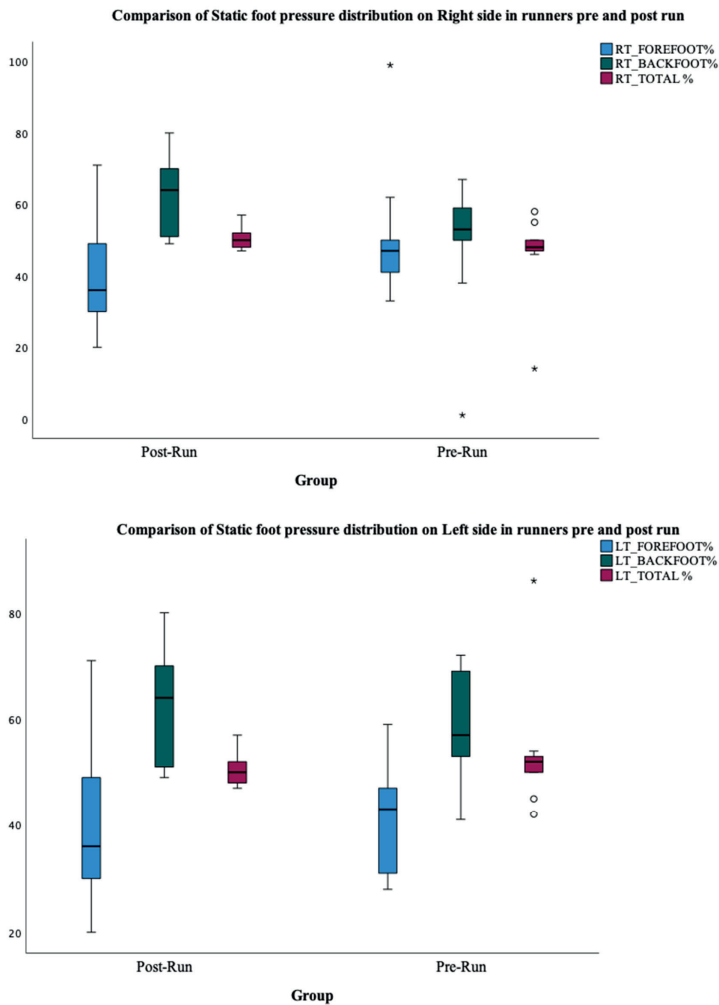 Comparison of Static foot pressure distribution on Right side in runners pre and post run
RT_FOREFOOT%
RT_BACKFOOT%
RT_TOTAL %
100
80
60
40
20
0
Post-Run
Pre-Run
Group
Comparison of Static foot pressure distribution on Left side in runners pre and post run
LT_FOREFOOT%
LT_BACKFOOT%
LT_TOTAL %
80
60
40
20
Post-Run
Pre-Run
Group